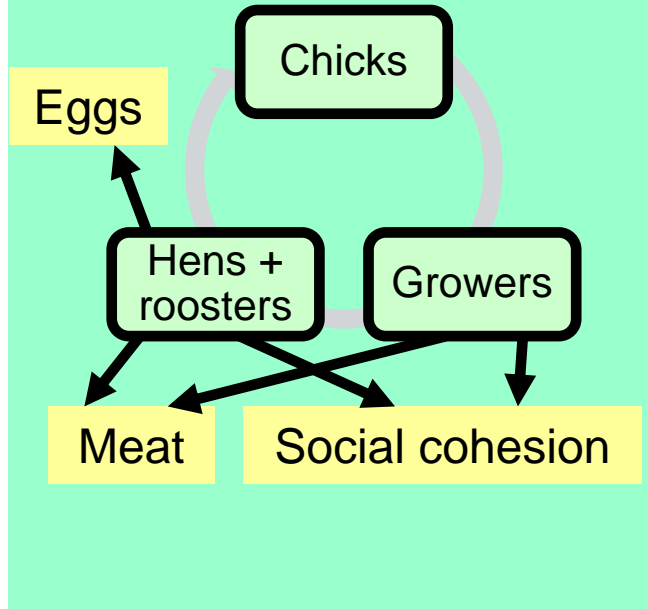 Chicks
Eggs
Hens +
roosters
Growers
Meat
Social cohesion